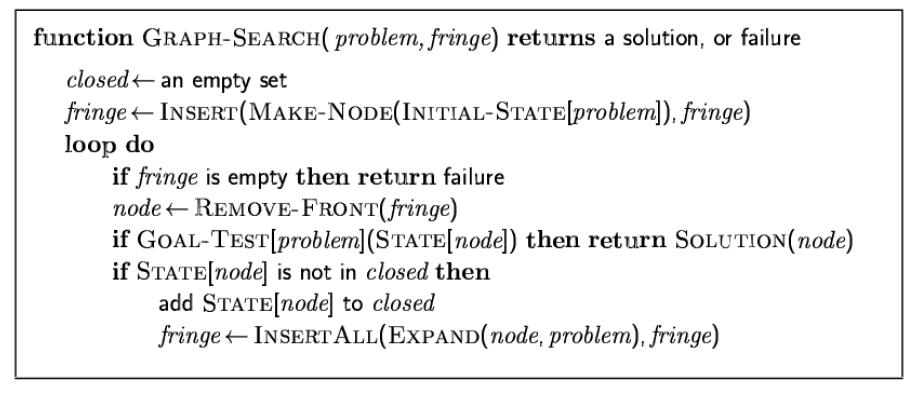 function GRAPH-SEARCH( problem, fringe) returns a solution, or failure
closed ← an empty set
fringe ← INSERT(MAKE-NODE(INITIAL-STATE[problem]), fringe)
loop do
if fringe is empty then return failure
node ← REMOVE-FRONT(fringe)
if GOAL-TEST[problem](STATE[node]) then return SOLUTION(node)
if STATE[node] is not in closed then
add STATE[node] to closed
fringe ← INSERTALL(EXPAND(node, problem), fringe)